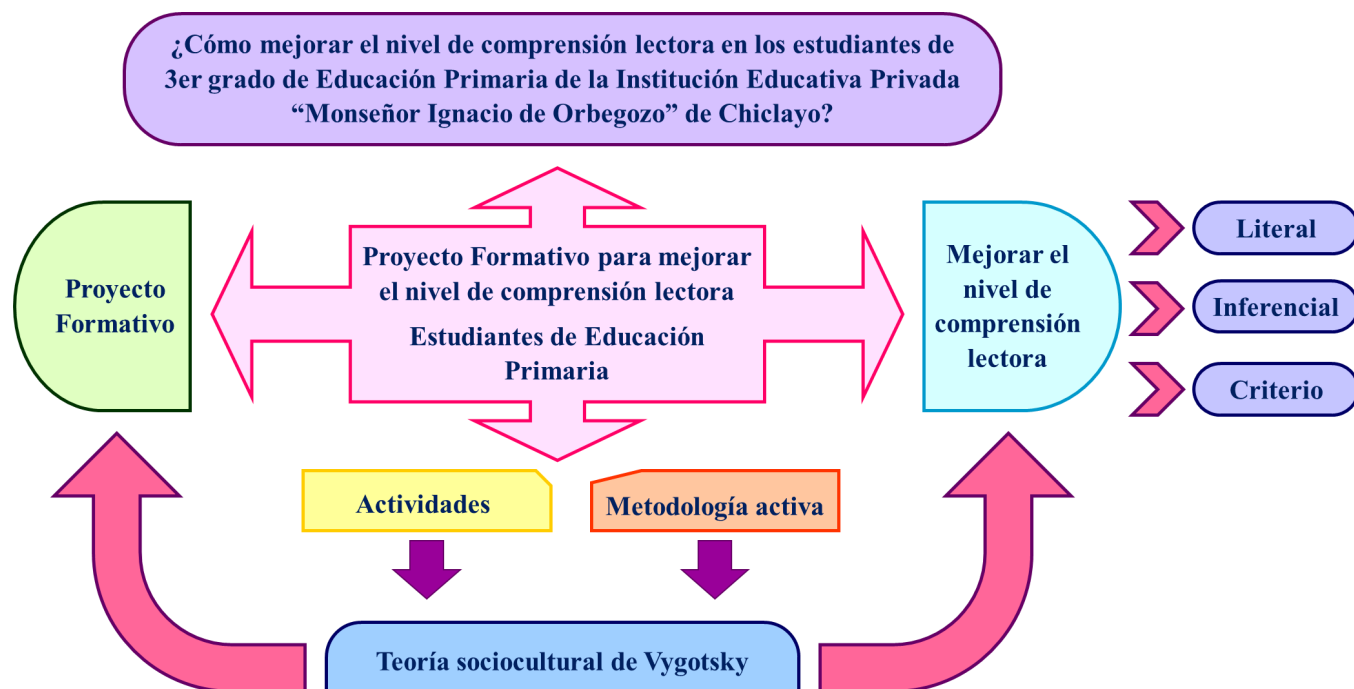 ¿Cómo mejorar el nivel de comprensión lectora en los estudiantes de
3er grado de Educación Primaria de la Institución Educativa Privada
“Monseñor Ignacio de Orbegozo” de Chiclayo?
Proyecto
Formativo
Proyecto Formativo para mejorar
el nivel de comprensión lectora
Estudiantes de Educación
Primaria
Mejorar el
nivel de
comprensión
lectora
Literal
Inferencial
Criterio
Actividades
Metodología activa
Teoría sociocultural de Vygotsky